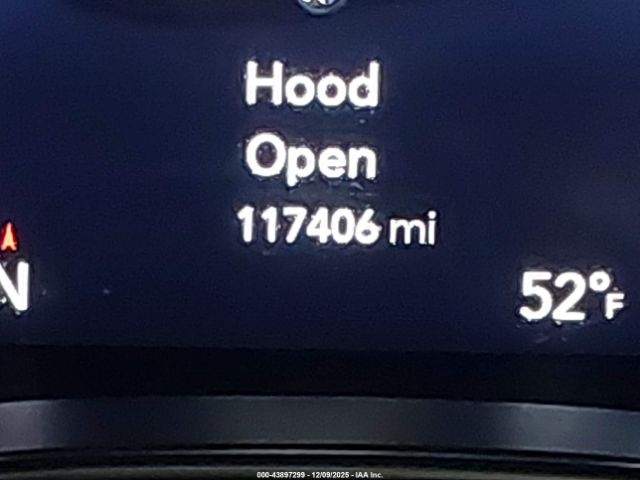 Hood
Open
117406 mi
N
52°F
000-43897299 - 12/09/2025 - IAA Inc.